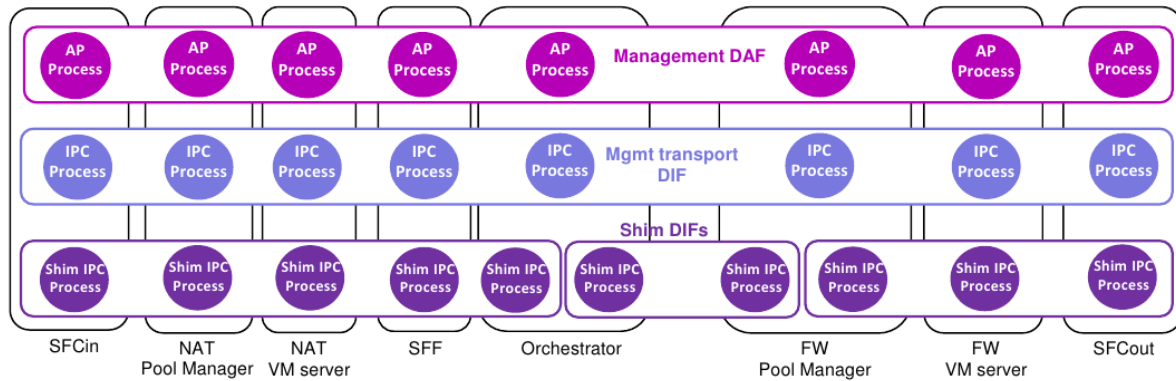 AP
Process
AP
Process
AP
Process
AP
Process
AP
Process
Management DAF
AP
Process
AP
Process
AP
Process
IPC
Process
IPC
Process
IPC
Process
IPC
Process
IPC
Process
Mgmt transport
DIF
IPC
Process
IPC
Process
IPC
Process
Shim DIFs
Shim IPC
Process
Shim IPC
Process
Shim IPC
Process
Shim IPC
Process
Shim IPC
Process
Shim IPC
Process
Shim IPC
Process
Shim IPC
Process
Shim IPC
Process
Shim IPC
Process
SFCin
NAT
Pool Manager
NAT
VM server
SFF
Orchestrator
FW
Pool Manager
FW
VM server
SFCout